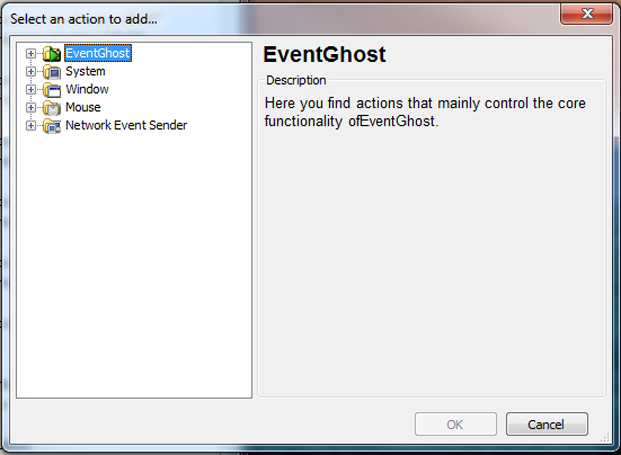 Select an action to add...
EventGhost
System
Window
Mouse
Network Event Sender
EventGhost
Description
Here you find actions that mainly control the core
functionality ofEventGhost.
OK
Cancel